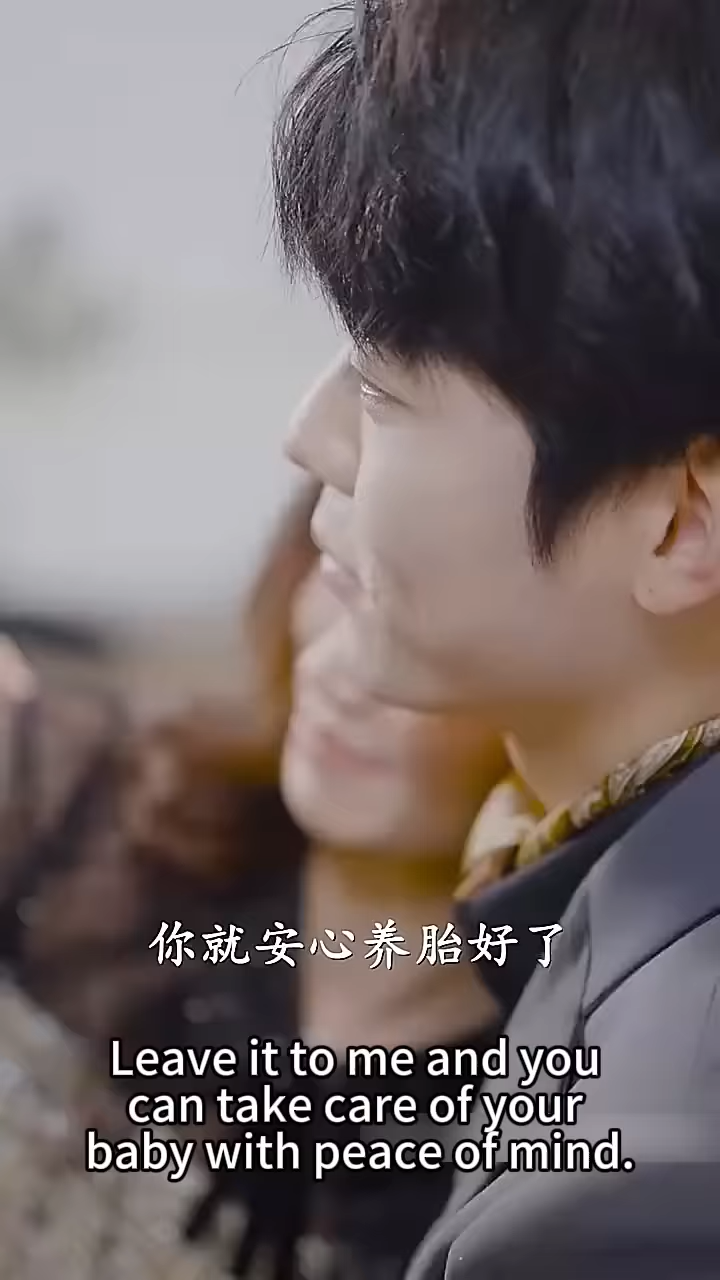 你就安心养胎好了
Leave it to me and you
can take care of your
baby with peace of mind.